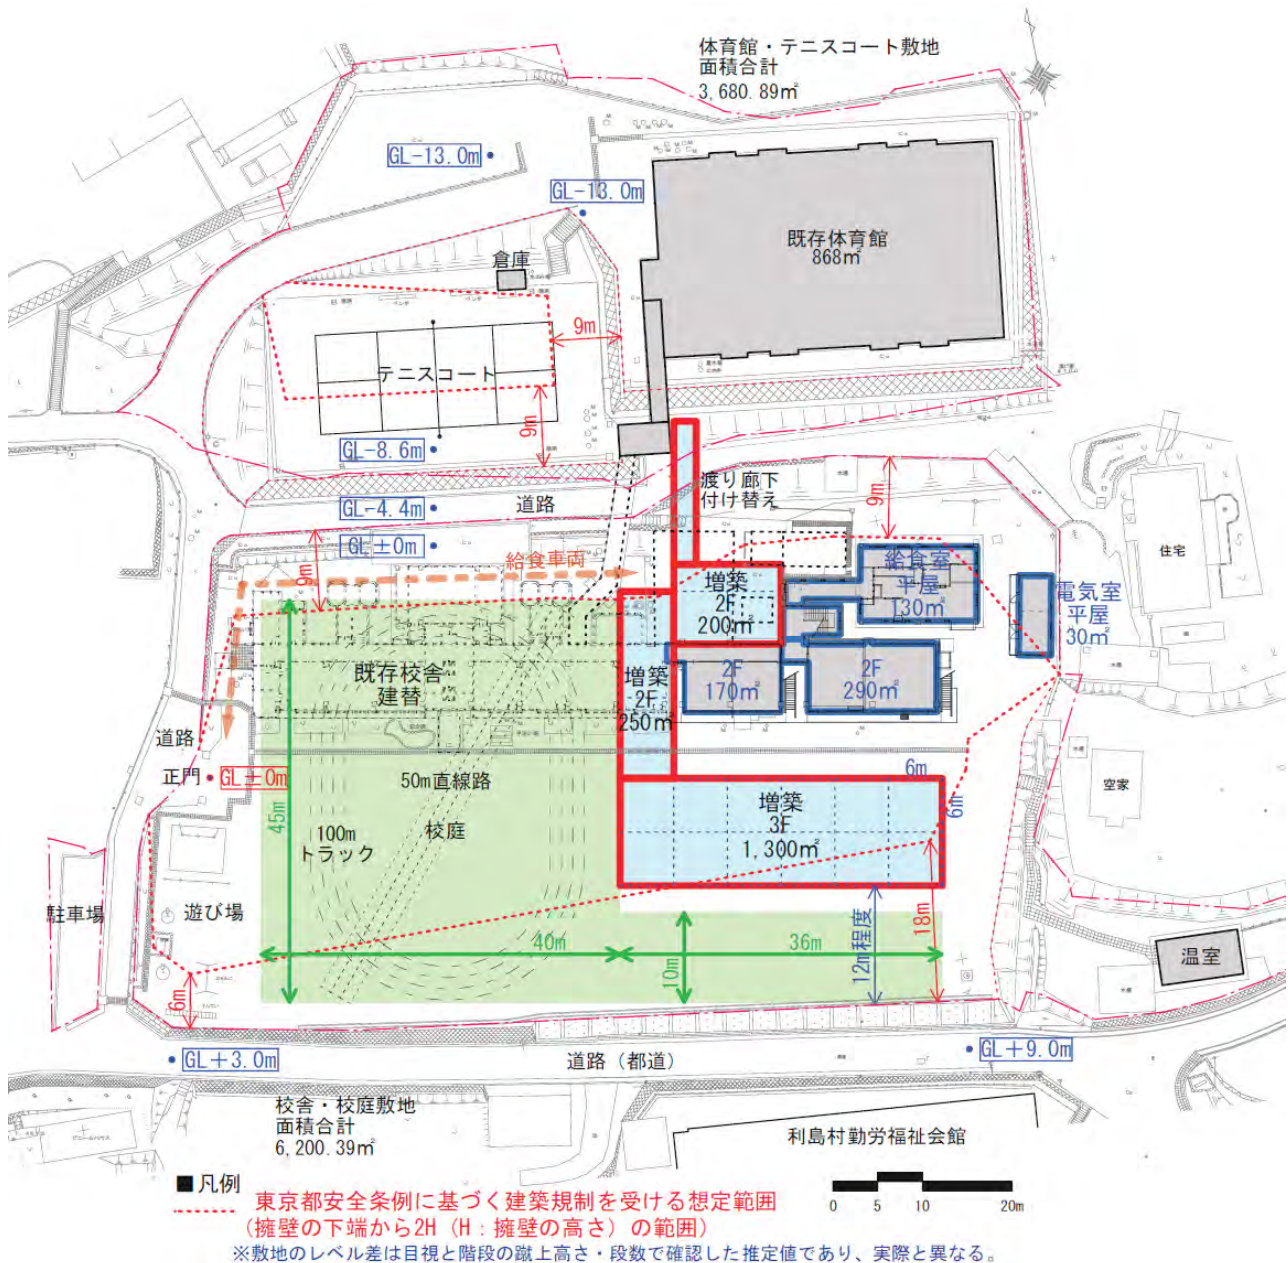 体育館・テニスコート敷地
面積合計
3,680.89㎡
GL-13.0m
GL-13.0m
既存体育館
868㎡
倉庫
9m
テニスコート
9m
GL-8.6m
道路
GL-4.4m
GL±0m
渡り廊下
付け替え
9m
9m
給食車両
給食室
平屋
130㎡
電気室
平屋
30㎡
住宅
増築
2F
200㎡
既存校舎
建替
増築
2F
250㎡
2F
170㎡
2F
290㎡
道路
正門
GL±0m
50m直線路
6m
6m
空家
45m
100m
トラック
校庭
増築
3F
1,300㎡
駐車場
遊び場
40m
36m
10m
12m程度
18m
温室
6m
GL+3.0m
道路（都道）
GL+9.0m
校舎・校庭敷地
面積合計
6,200.39㎡
利島村勤労福祉会館
■凡例
東京都安全条例に基づく建築規制を受ける想定範囲
（擁壁の下端から2H（H：擁壁の高さ）の範囲）
0 5 10 20m
※敷地のレベル差は目視と階段の蹴上高さ・段数で確認した推定値であり、実際と異なる。